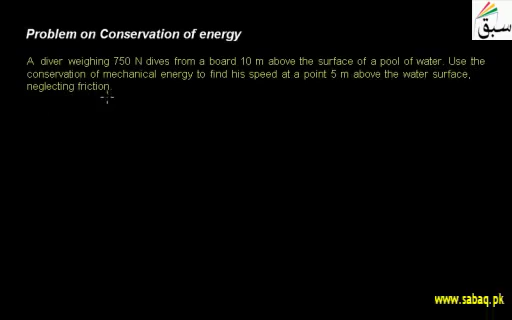 سبق
Problem on Conservation of energy
A diver weighing 750 N dives from a board 10 m above the surface of a pool of water. Use the
conservation of mechanical energy to find his speed at a point 5 m above the water surface,
neglecting friction.
www.sabaq.pk